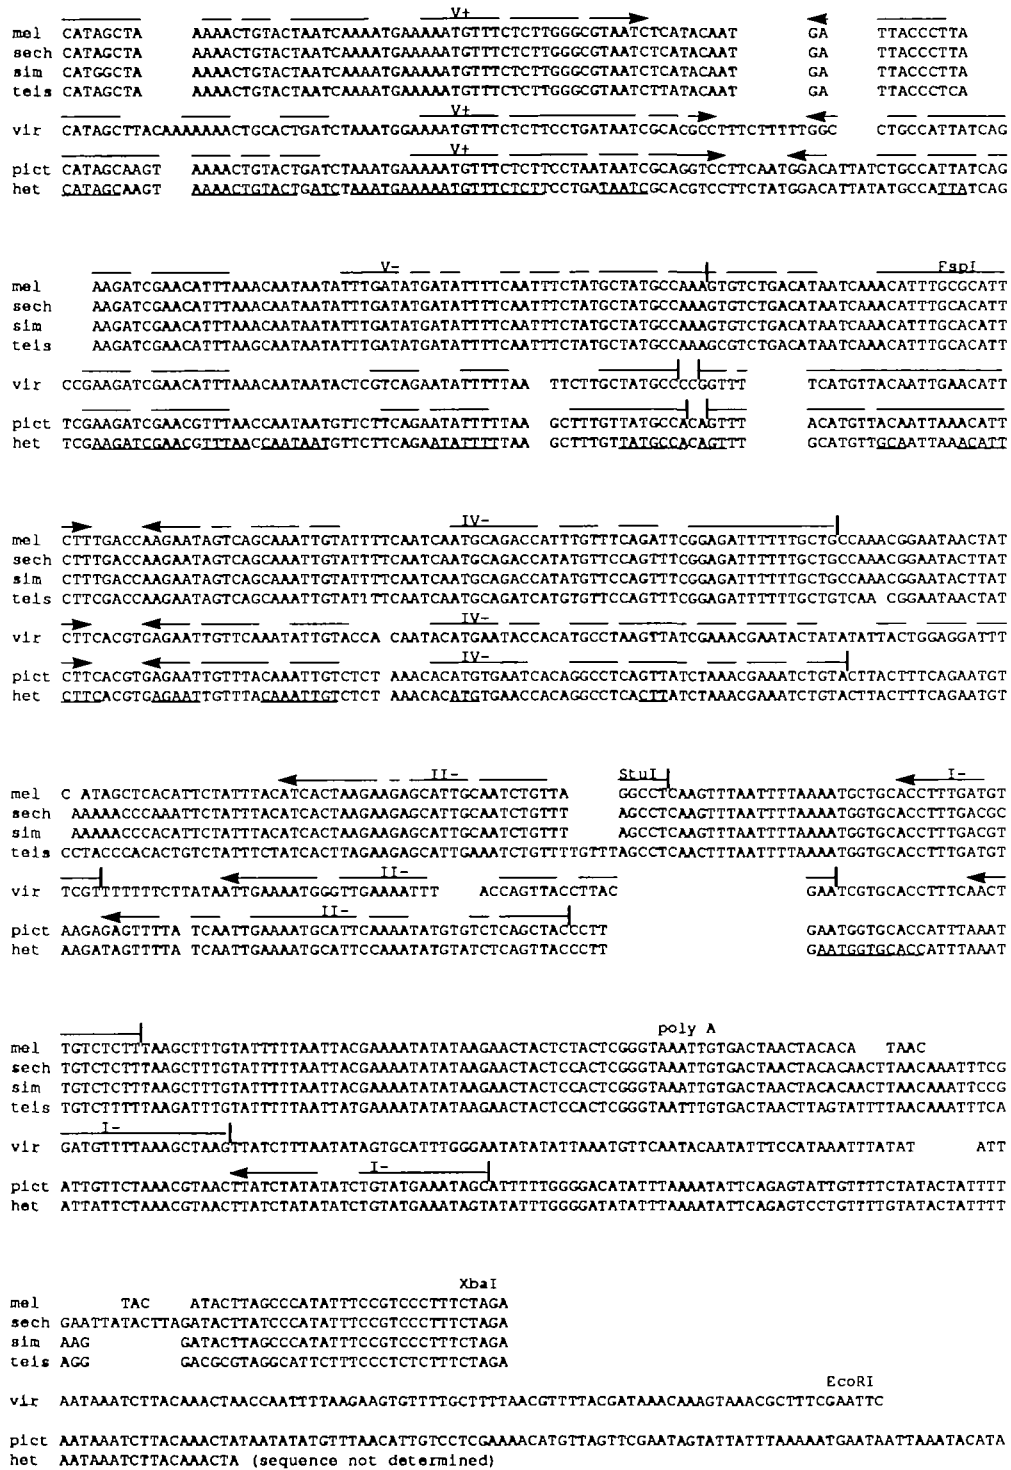 V+
mel CATAGCTA AAAACTGTACTAATCAAAATGAAAAATGTTTCTCTTGGGCGTAATCTCATACAAT GA TTACCCTTA
sech CATAGCTA AAAACTGTACTAATCAAAATGAAAAATGTTTCTCTTGGGCGTAATCTCATACAAT GA TTACCCTTA
sim CATGGCTA AAAACTGTACTAATCAAAATGAAAAATGTTTCTCTTGGGCGTAATCTCATACAAT GA TTACCCTTA
teis CATAGCTA AAAACTGTACTAATCAAAATGAAAAATGTTTCTCTTGGGCGTAATCTTATACAAT GA TTACCCTCA
V+
vir CATAGCTTACAAAAAAACTGCACTGATCTAAATGGAAAATGTTTCTCTTCCTGATAATCGCACGCCTTTCTTTTTGGC CTGCCATTATCAG
V+
pict CATAGCAAGT AAAACTGTACTGATCTAAATGAAAAATGTTTCTCTTCCTAATAATCGCAGGTCCTTCAATGGACATTATCTGCCATTATCAG
het CATAGCAAGT AAAACTGTACTGATCTAAATGAAAAATGTTTCTCTTCCTGATAATCGCACGTCCTTCTATGGACATTATATGCCATTATCAG
V- FspI
mel AAGATCGAACATTTAAACAATAATATTTGATATGATATTTTCAATTTCTATGCTATGCCAAAGTGTCTGACATAATCAAACATTTGCGCATT
sech AAGATCGAACATTTAAACAATAATATTTGATATGATATTTTCAATTTCTATGCTATGCCAAAGTGTCTGACATAATCAAACATTTGCACATT
sim AAGATCGAACATTTAAACAATAATATTTGATATGATATTTTCAATTTCTATGCTATGCCAAAGTGTCTGACATAATCAAACATTTGCACATT
teis AAGATCGAACATTTAAGCAATAATATTTGATATGATATTTTCAATTTCTATGCTATGCCAAAGCGTCTGACATAATCAAACATTTGCACATT
vir CCGAAGATCGAACATTTAAACAATAATACTCGTCAGAATATTTTTAA TTCTTGCTATGCCCCGGTTT TCATGTTACAATTGAACATT
pict TCGAAGATCGAACGTTTAACCAATAATGTTCTTCAGAATATTTTTAA GCTTTGTTATGCCACAGTTT ACATGTTACAATTAAACATT
het TCGAAGATCGAACGTTTAACCAATAATGTTCTTCAGAATATTTTTAA GCTTTGTTATGCCACAGTTT GCATGTTGCAATTAAACATT
IV-
mel CTTTGACCAAGAATAGTCAGCAAATTGTATTTTCAATCAATGCAGACCATTTGTTTCAGATTCGGAGATTTTTTGCTGCCAAACGGAATAACTAT
sech CTTTGACCAAGAATAGTCAGCAAATTGTATTTTCAATCAATGCAGACCATATGTTCCAGTTTCGGAGATTTTTTGCTGCCAAACGGAATACTTAT
sim CTTTGACCAAGAATAGTCAGCAAATTGTATTTTCAATCAATGCAGACCATATGTTCCAGTTTCGGAGATTTTTTGCTGCCAAACGGAATACTTAT
teis CTTCGACCAAGAATAGTCAGCAAATTGTATTTTCAATCAATGCAGATCATGTGTTCCAGTTTCGGAGATTTTTTGCTGTCAA CGGAATAACTAT
IV-
vir CTTCACGTGAGAATTGTTCAAATATTGTACCA CAATACATGAATACCACATGCCTAAGTTATCGAAACGAATACTATATATTACTGGAGGATTT
IV-
pict CTTCACGTGAGAATTGTTTACAAATTGTCTCT AAACACATGTGAATCACAGGCCTCAGTTATCTAAACGAAATCTGTACTTACTTTCAGAATGT
het CTTCACGTGAGAATTGTTTACAAATTGTCTCT AAACACATGTGAACCACAGGCCTCACTTATCTAAACGAAATCTGTACTTACTTTCAGAATGT
II- StuI I-
mel C ATAGCTCACATTCTATTTACATCACTAAGAAGAGCATTGCAATCTGTTA GGCCTCAAGTTTAATTTTAAAATGCTGCACCTTTGATGT
sech AAAAACCCAAATTCTATTTACATCACTAAGAAGAGCATTGCAATCTGTTT AGCCTCAAGTTTAATTTTAAAATGGTGCACCTTTGACGC
sim AAAAACCCACATTCTATTTACATCACTAAGAAGAGCATTGCAATCTGTTT AGCCTCAAGTTTAATTTTAAAATGGTGCACCTTTGACGT
teis CCTACCCACACTGTCTATTTCTATCACTTAGAAGAGCATTGAAATCTGTTTTGTTTAGCCTCAACTTTAATTTTAAAATGGTGCACCTTTGATGT
II-
vir TCGTTTTTTTCTTATAATTGAAAATGGGTTGAAAATTT ACCAGTTACCTTAC GAATCGTGCACCTTTCAACT
II-
pict AAGAGAGTTTTA TCAATTGAAAATGCATTCAAAATATGTGTCTCAGCTACCCTT GAATGGTGCACCATTTAAAT
het AAGATAGTTTTA TCAATTGAAAATGCATTCCAAATATGTATCTCAGTTACCCTT GAATGGTGCACCATTTAAAT
poly A
mel TGTCTCTTTAAGCTTTGTATTTTTAATTACGAAAATATATAAGAACTACTCTACTCGGGTAAATTGTGACTAACTACACA TAAC
sech TGTCTCTTTAAGCTTTGTATTTTTAATTACGAAAATATATAAGAACTACTCCACTCGGGTAAATTGTGACTAACTACACAACTTAACAAATTTCG
sim TGTCTCTTTAAGCTTTGTATTTTTAATTACGAAAATATATAAGAACTACTCCACTCGGGTAAATTGTGACTAACTACACAACTTAACAAATTCCG
teis TGTCTTTTTAAGATTTGTATTTTTAATTATGAAAATATATAAGAACTACTCCACTCGGGTAATTTGTGACTAACTTAGTATTTTAACAAATTTCA
I-
vir GATGTTTTAAAGCTAAGTTATCTTTAATATAGTGCATTTGGGAATATATATTAAATGTTCAATACAATATTTCCATAAATTTATAT ATT
I-
pict ATTGTTCTAAACGTAACTTATCTATATATCTGTATGAAATAGCATTTTTGGGGACATATTTAAAATATTCAGAGTATTGTTTTCTATACTATTTT
het ATTATTCTAAACGTAACTTATCTATATATCTGTATGAAATAGTATATTTGGGGATATATTTAAAATATTCAGAGTCCTGTTTTGTATACTATTTT
XbaI
mel TAC ATACTTAGCCCATATTTCCGTCCCTTTCTAGA
sech GAATTATACTTAGATACTTATCCCATATTTCCGTCCCTTTCTAGA
sim AAG GATACTTAGCCCATATTTCCGTCCCTTTCTAGA
teis AGG GACGCGTAGGCATTCTTTCCCTCTCTTTCTAGA
EcoRI
vir AATAAATCTTACAAACTAACCAATTTTAAGAAGTGTTTTGCTTTTTAACGTTTTACGATAAACAAAGTAAACGCTTTCGAATTC
pict AATAAATCTTACAAACTATAATATATGTTTAACATTGTCCTCGAAAACATGTTAGTTCGAATAGTATTATTTAAAAATGAATAATTAAATACATA
het AATAAATCTTACAAACTA (sequence not determined)